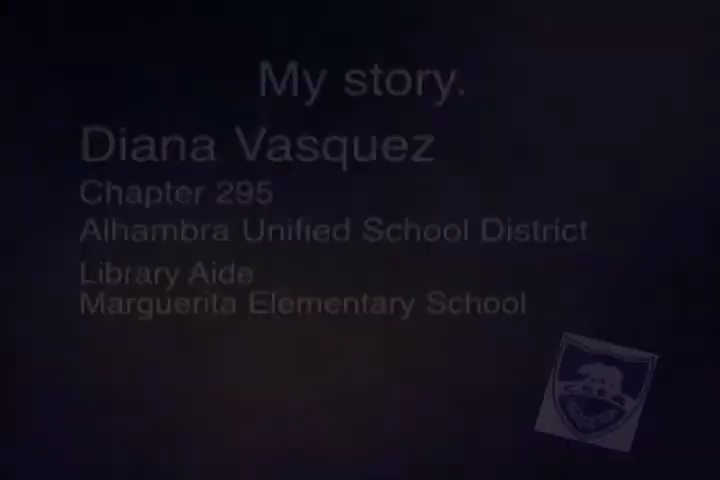 My story.
Diana Vasquez
Chapter 295
Alhambra Unified School District
Library Aide
Marguerita Elementary School